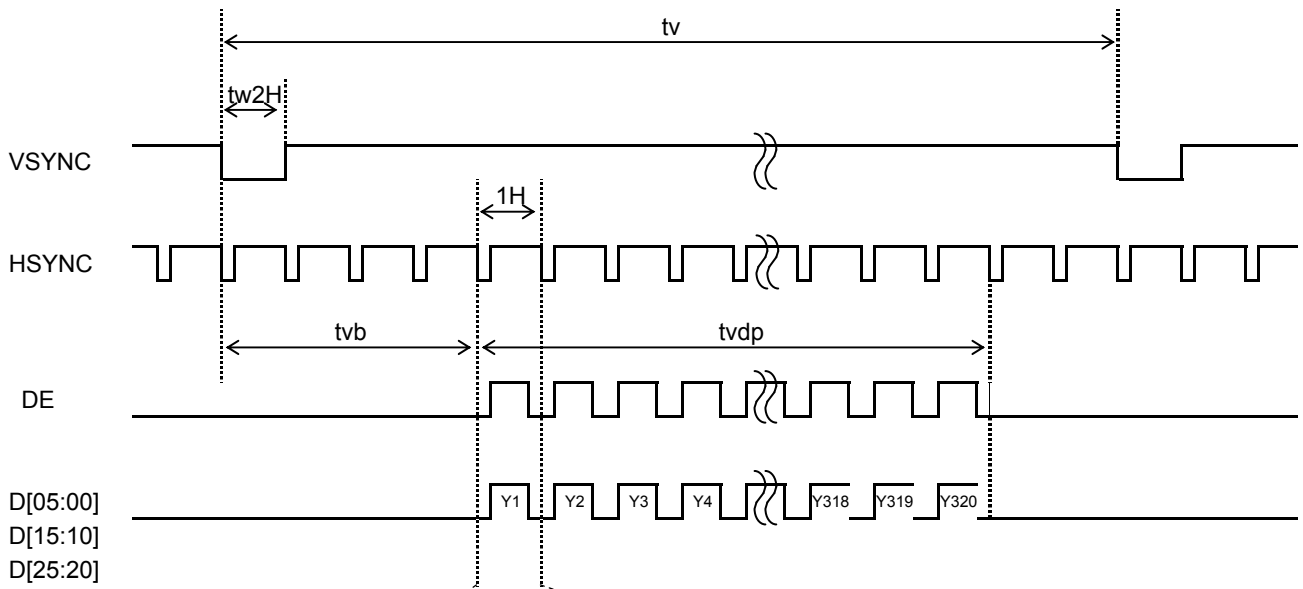 tv
tw2H
VSYNC
1H
HSYNC
tvb
tvdp
DE
D[05:00]
D[15:10]
D[25:20]
Y1 Y2 Y3 Y4 Y318 Y319 Y320